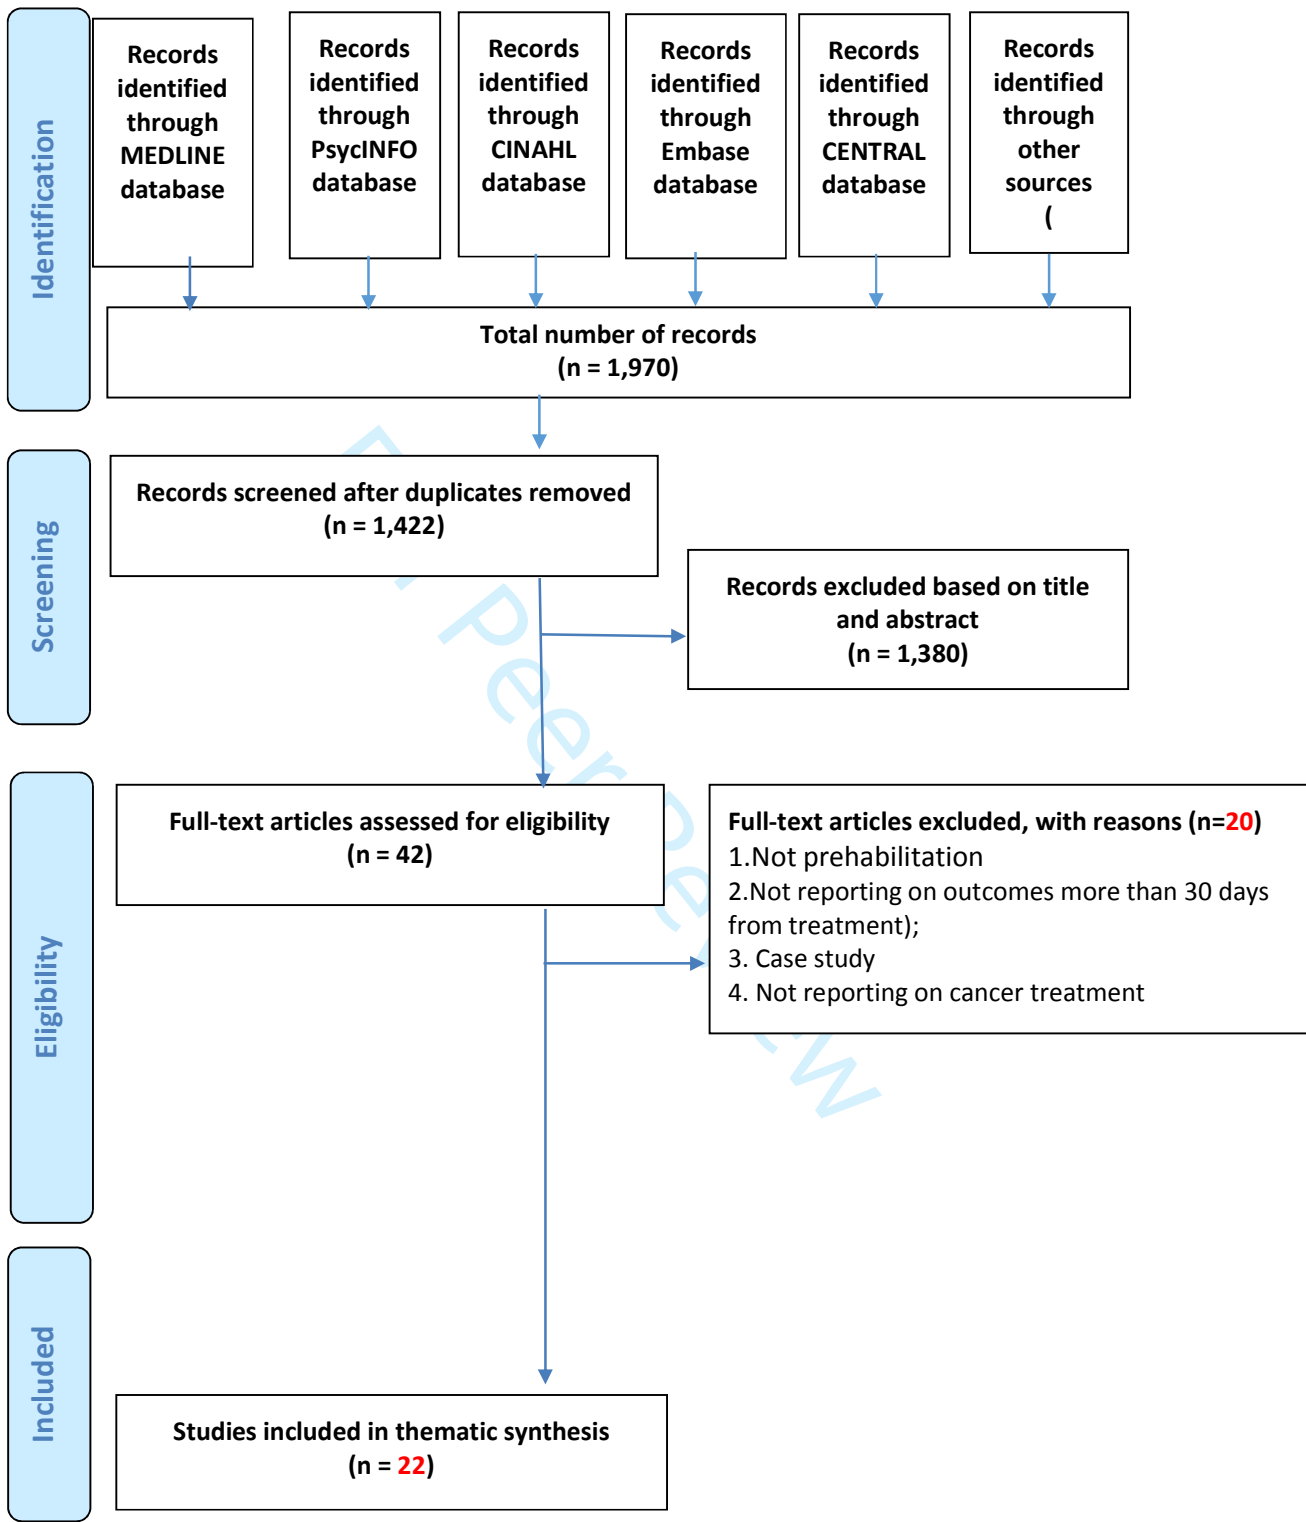 Identification
Records
identified
through
MEDLINE
database
Records
identified
through
PsycINFO
database
Records
identified
through
CINAHL
database
Records
identified
through
Embase
database
Records
identified
through
CENTRAL
database
Records
identified
through
other
sources
(
Total number of records
(n = 1,970)
Screening
Records screened after duplicates removed
(n = 1,422)
Records excluded based on title
and abstract
(n = 1,380)
Eligibility
Full-text articles assessed for eligibility
(n = 42)
Full-text articles excluded, with reasons (n=20)
1.Not prehabilitation
2.Not reporting on outcomes more than 30 days
from treatment);
3. Case study
4. Not reporting on cancer treatment
Included
Studies included in thematic synthesis
(n = 22)
Peer Review